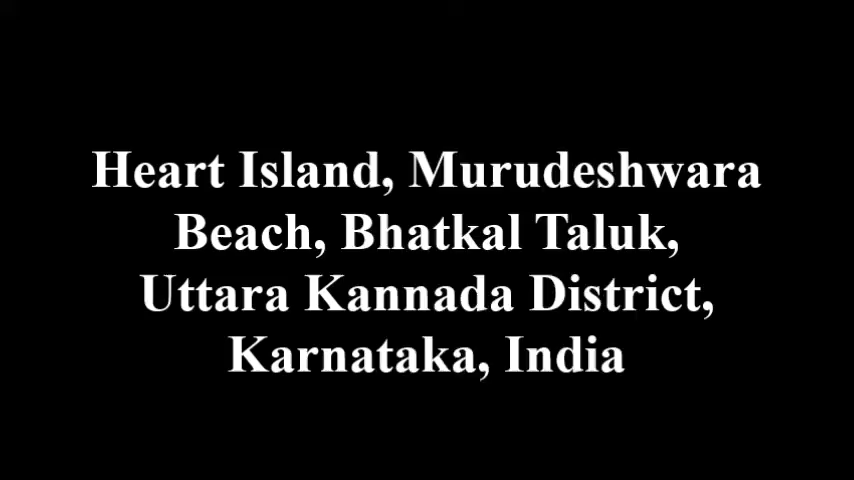 Heart Island, Murudeshwara
Beach, Bhatkal Taluk,
Uttara Kannada District,
Karnataka, India